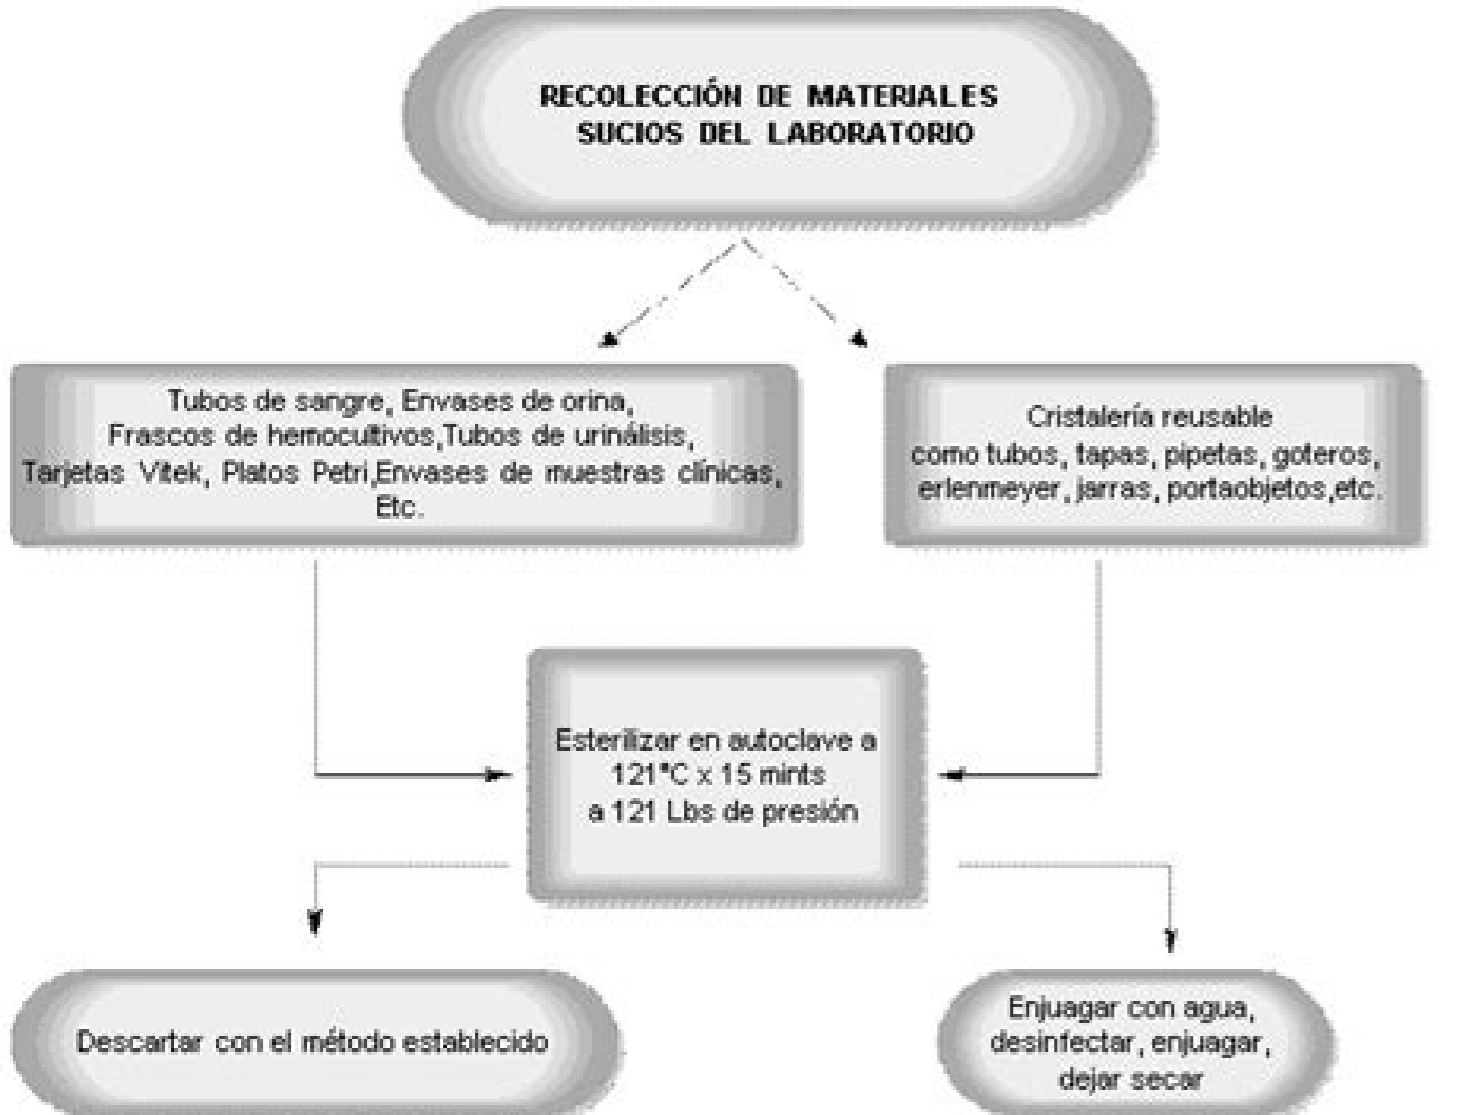 RECOLECCIÓN DE MATERIALES
SUCIOS DEL LABORATORIO
Tubos de sangre, Envases de orina,
Frascos de hemocultivos,Tubos de urinálisis,
Tarjetas Vitek, Platos Petri,Envases de muestras clínicas,
Etc.
Cristalería reusable
como tubos, tapas, pipetas, goteros,
erlenmeyer, jarras, portaobjetos,etc.
Esterilizar en autoclave a
121°C x 15 mints
a 121 Lbs de presión
Descartar con el método establecido
Enjuagar con agua,
desinfectar, enjuagar,
dejar secar